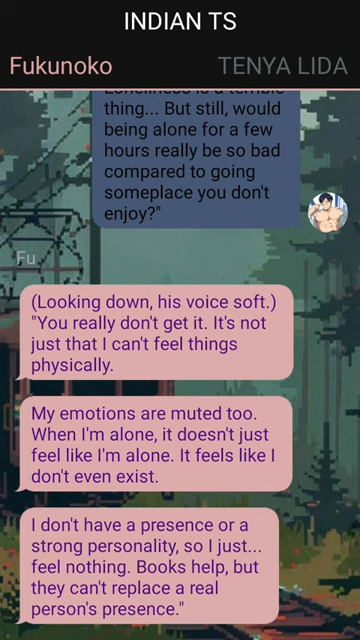 INDIAN TS
Fukunoko TENYA LIDA
Loneliness is a terrible
thing... But still, would
being alone for a few
hours really be so bad
compared to going
someplace you don't
enjoy?"
Fu
(Looking down, his voice soft.)
"You really don't get it. It's not
just that I can't feel things
physically.
My emotions are muted too.
When I'm alone, it doesn't just
feel like I'm alone. It feels like I
don't even exist.
I don't have a presence or a
strong personality, so I just...
feel nothing. Books help, but
they can't replace a real
person's presence."